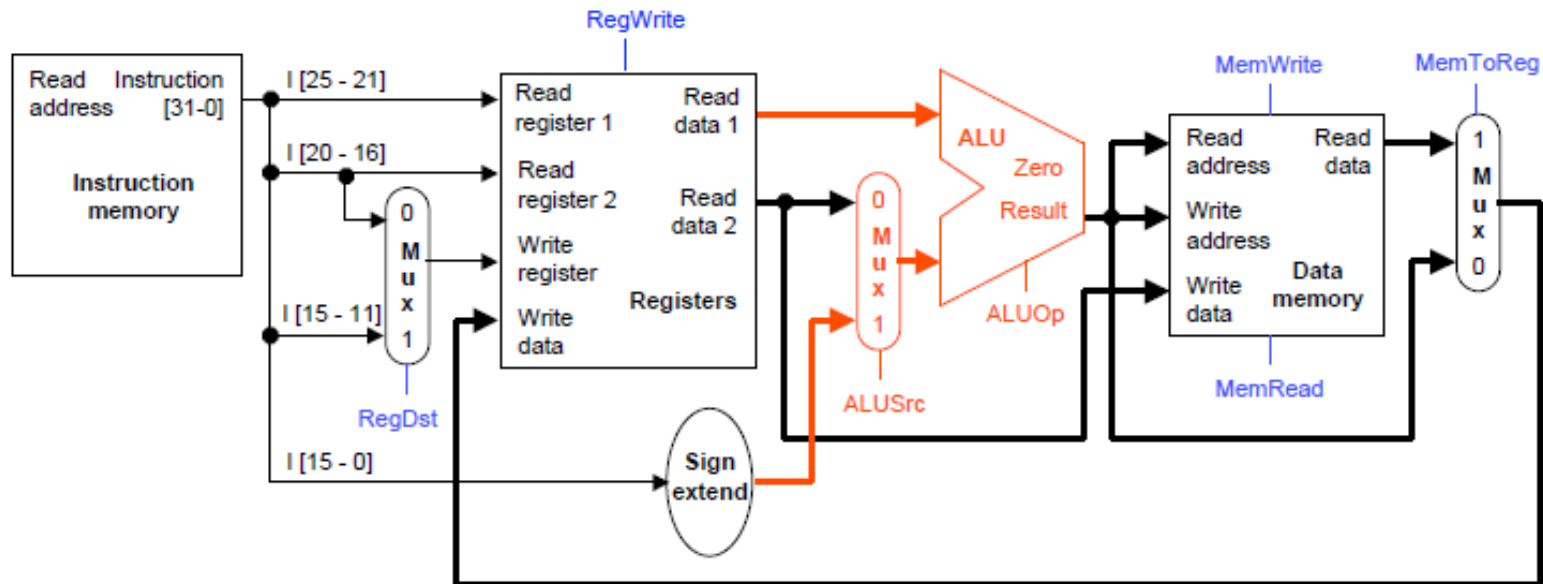 RegWrite
Read Instruction
address [31-0]
Instruction
memory
I [25 - 21]
I [20 - 16]
I [15 - 11]
I [15 - 0]
0
M
u
x
1
RegDst
Read
register 1
Read
data 1
Read
register 2
Read
data 2
Write
register
Registers
Write
data
Sign
extend
0
M
u
x
1
ALUSrc
ALU
Zero
Result
ALUOp
MemWrite
Read
address
Read
data
Write
address
Write
data
Data
memory
MemRead
MemToReg
1
M
u
x
0